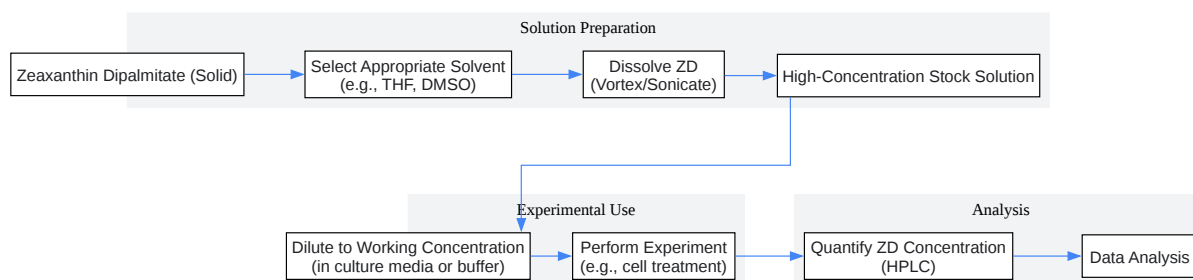 Solution Preparation
Zeaxanthin Dipalmitate (Solid)
Select Appropriate Solvent
(e.g., THF, DMSO)
Dissolve ZD
(Vortex/Sonicate)
High-Concentration Stock Solution
Experimental Use
Dilute to Working Concentration
(in culture media or buffer)
Perform Experiment
(e.g., cell treatment)
Analysis
Quantify ZD Concentration
(HPLC)
Data Analysis